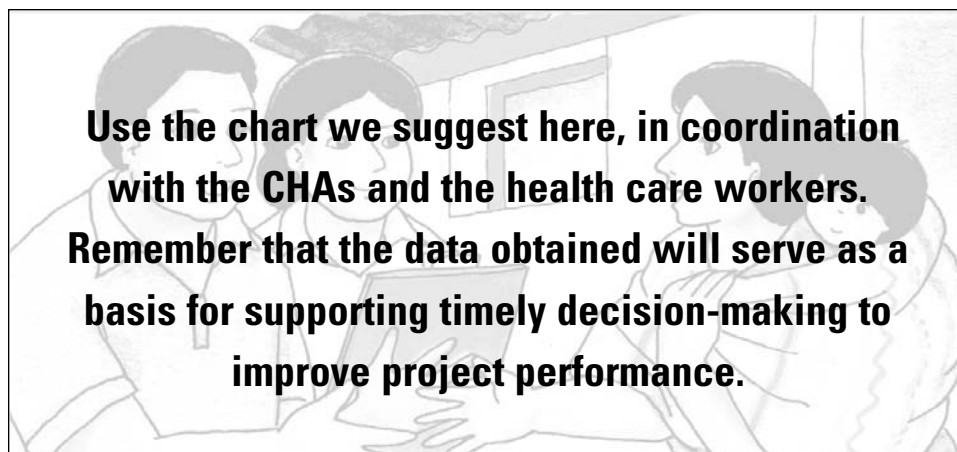 Use the chart we suggest here, in coordination
with the CHAs and the health care workers.
Remember that the data obtained will serve as a
basis for supporting timely decision-making to
improve project performance.